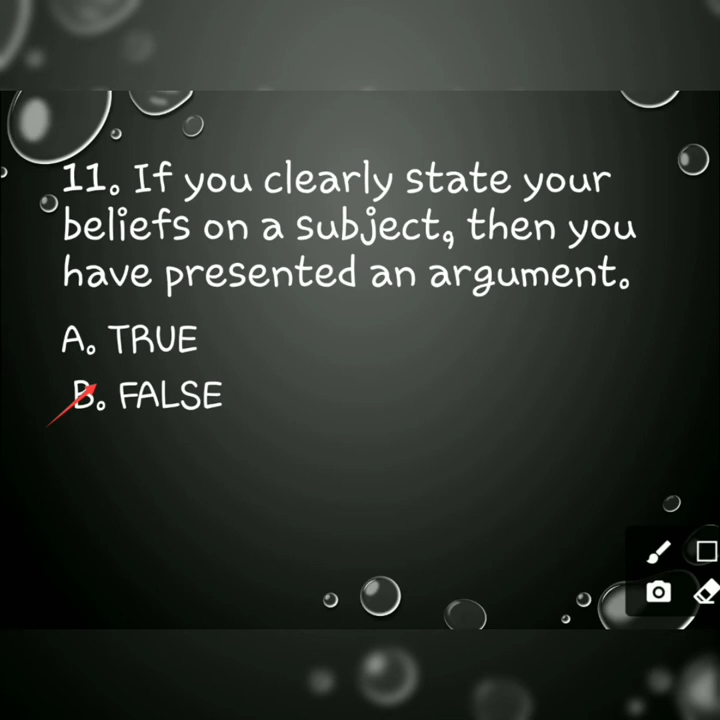 11. If you clearly state your
beliefs on a subject, then you
have presented an argument.
A. TRUE
B. FALSE